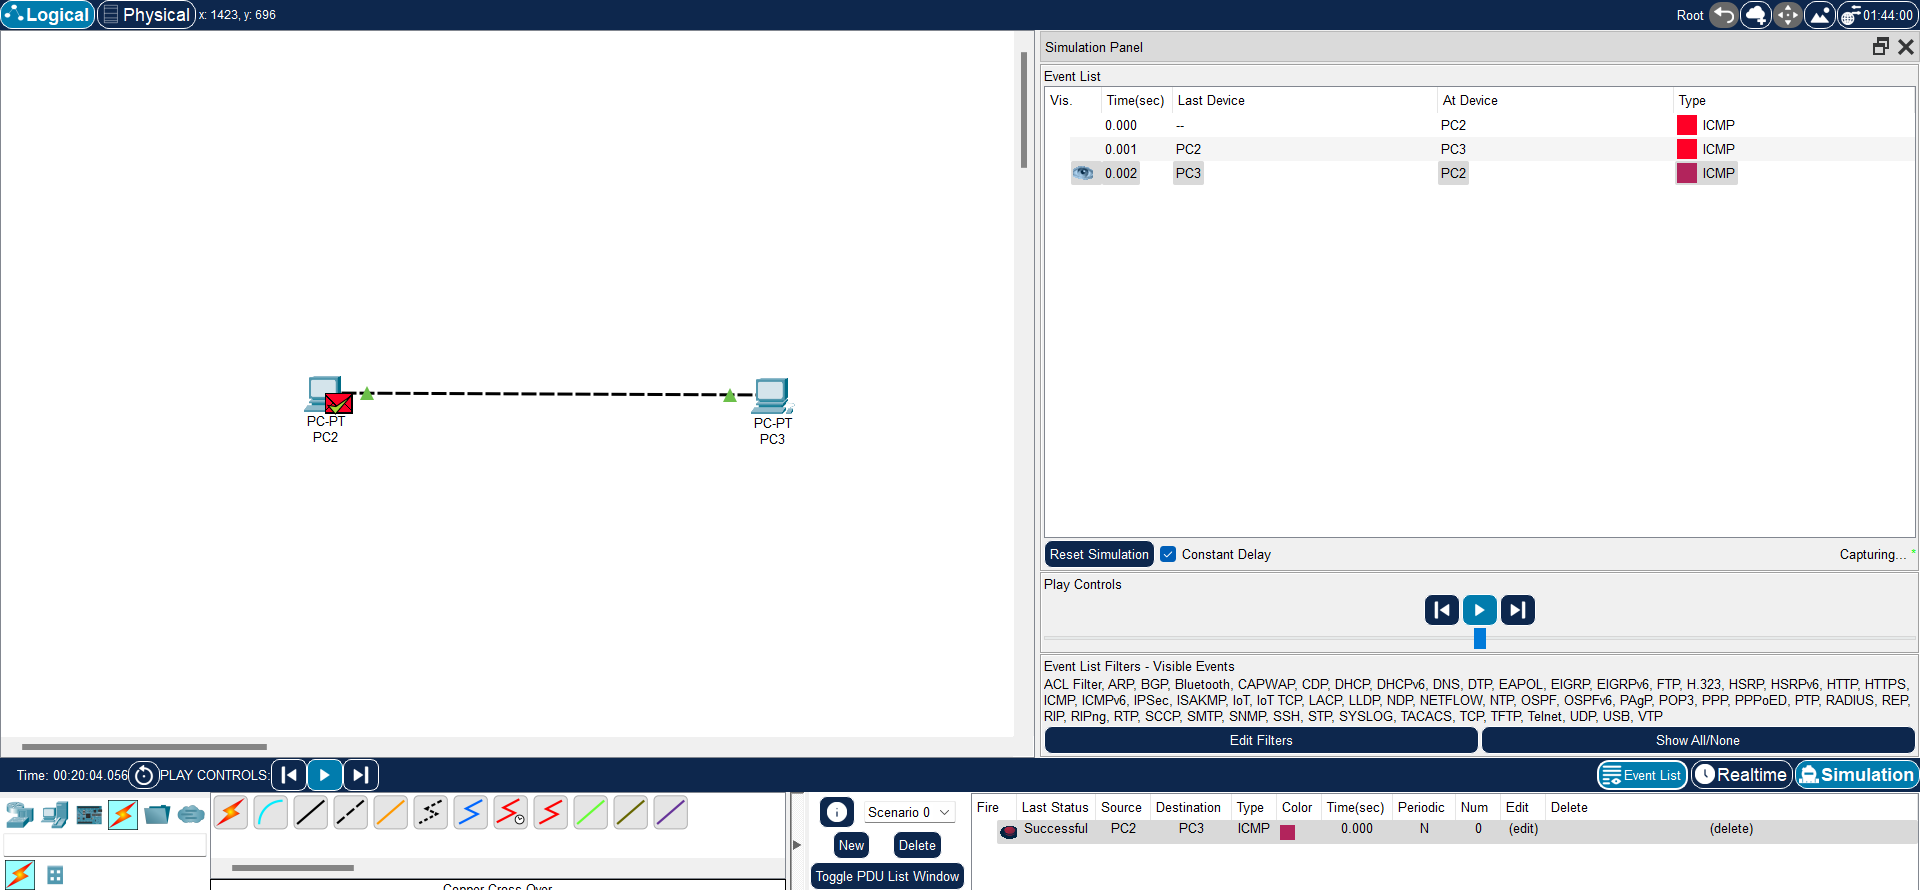 Logical Physical x: 1423, y: 696 Root 01:44:00
Simulation Panel
Event List
Vis. Time(sec) Last Device At Device Type
0.000 -- PC2 ICMP
0.001 PC2 PC3 ICMP
0.002 PC3 PC2 ICMP
PC-PT
PC2
PC-PT
PC3
Reset Simulation Constant Delay Capturing...
Play Controls
Event List Filters - Visible Events
ACL Filter, ARP, BGP, Bluetooth, CAPWAP, CDP, DHCP, DHCPv6, DNS, DTP, EAPOL, EIGRP, EIGRPv6, FTP, H.323, HSRP, HSRPv6, HTTP, HTTPS,
ICMP, ICMPv6, IPSec, ISAKMP, IoT, IoT TCP, LACP, LLDP, NDP, NETFLOW, NTP, OSPF, OSPFv6, PAgP, POP3, PPP, PPPoED, PTP, RADIUS, REP,
RIP, RIPng, RTP, SCCP, SMTP, SNMP, SSH, STP, SYSLOG, TACACS, TCP, TFTP, Telnet, UDP, USB, VTP
Edit Filters Show All/None
Time: 00:20:04.056 PLAY CONTROLS: Event List Realtime Simulation
Scenario 0
New Delete
Toggle PDU List Window
Fire Last Status Source Destination Type Color Time(sec) Periodic Num Edit Delete
Successful PC2 PC3 ICMP 0.000 N 0 (edit) (delete)
Copper Cross-Over